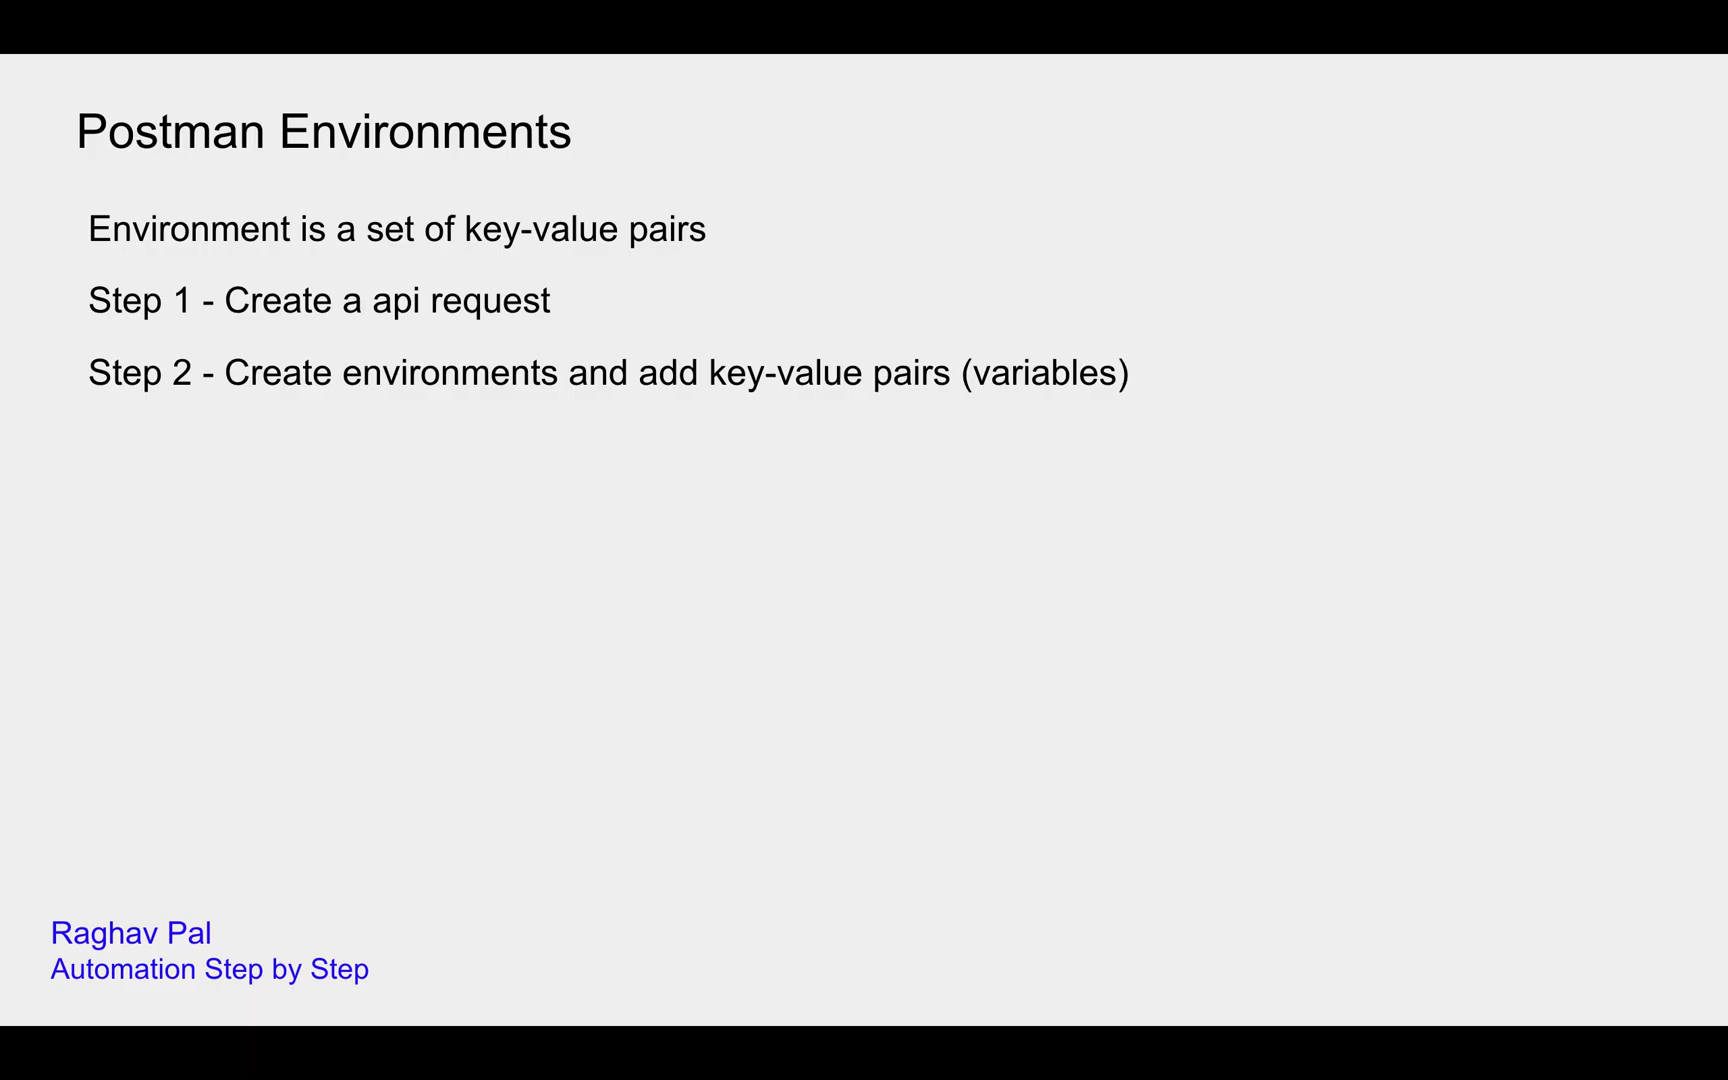 Postman Environments
Environment is a set of key-value pairs
Step 1 - Create a api request
Step 2 - Create environments and add key-value pairs (variables)
Raghav Pal
Automation Step by Step